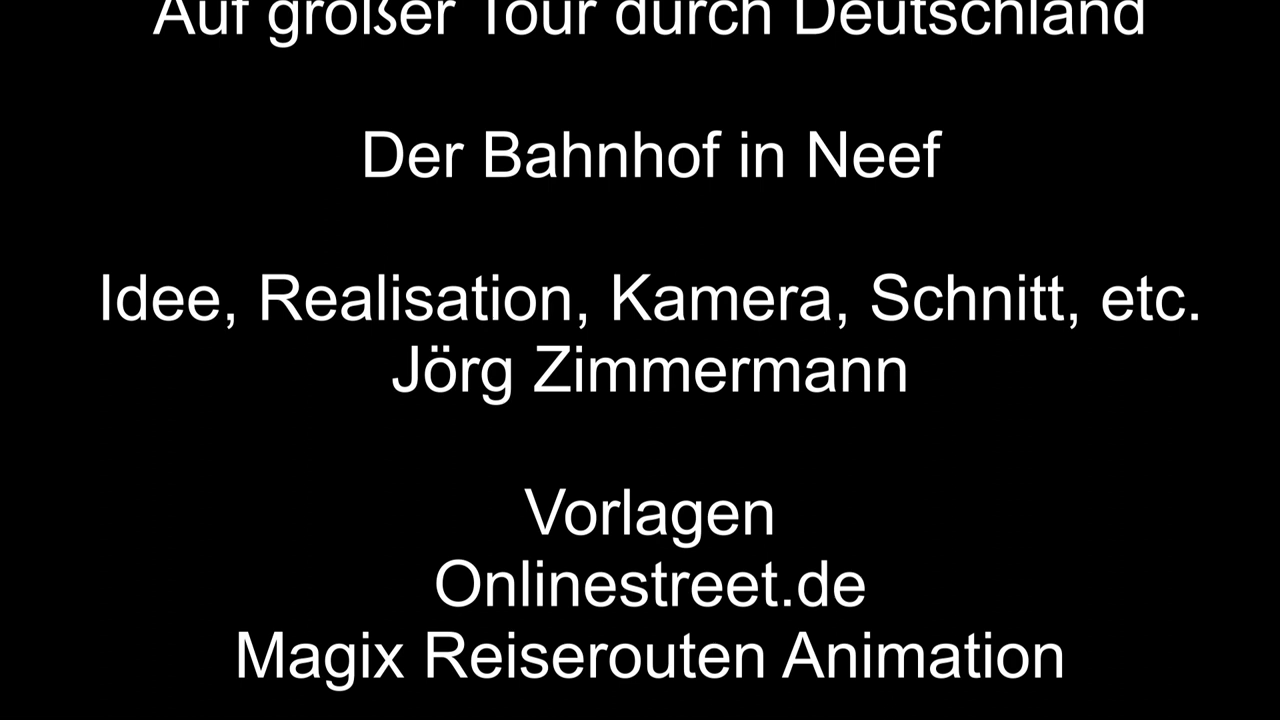 Auf großer Tour durch Deutschland
Der Bahnhof in Neef
Idee, Realisation, Kamera, Schnitt, etc.
Jörg Zimmermann
Vorlagen
Onlinestreet.de
Magix Reiserouten Animation